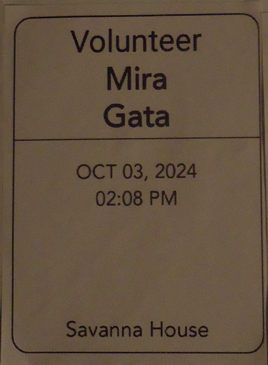 Volunteer
Mira
Gata
OCT 03, 2024
02:08 PM
Savanna House